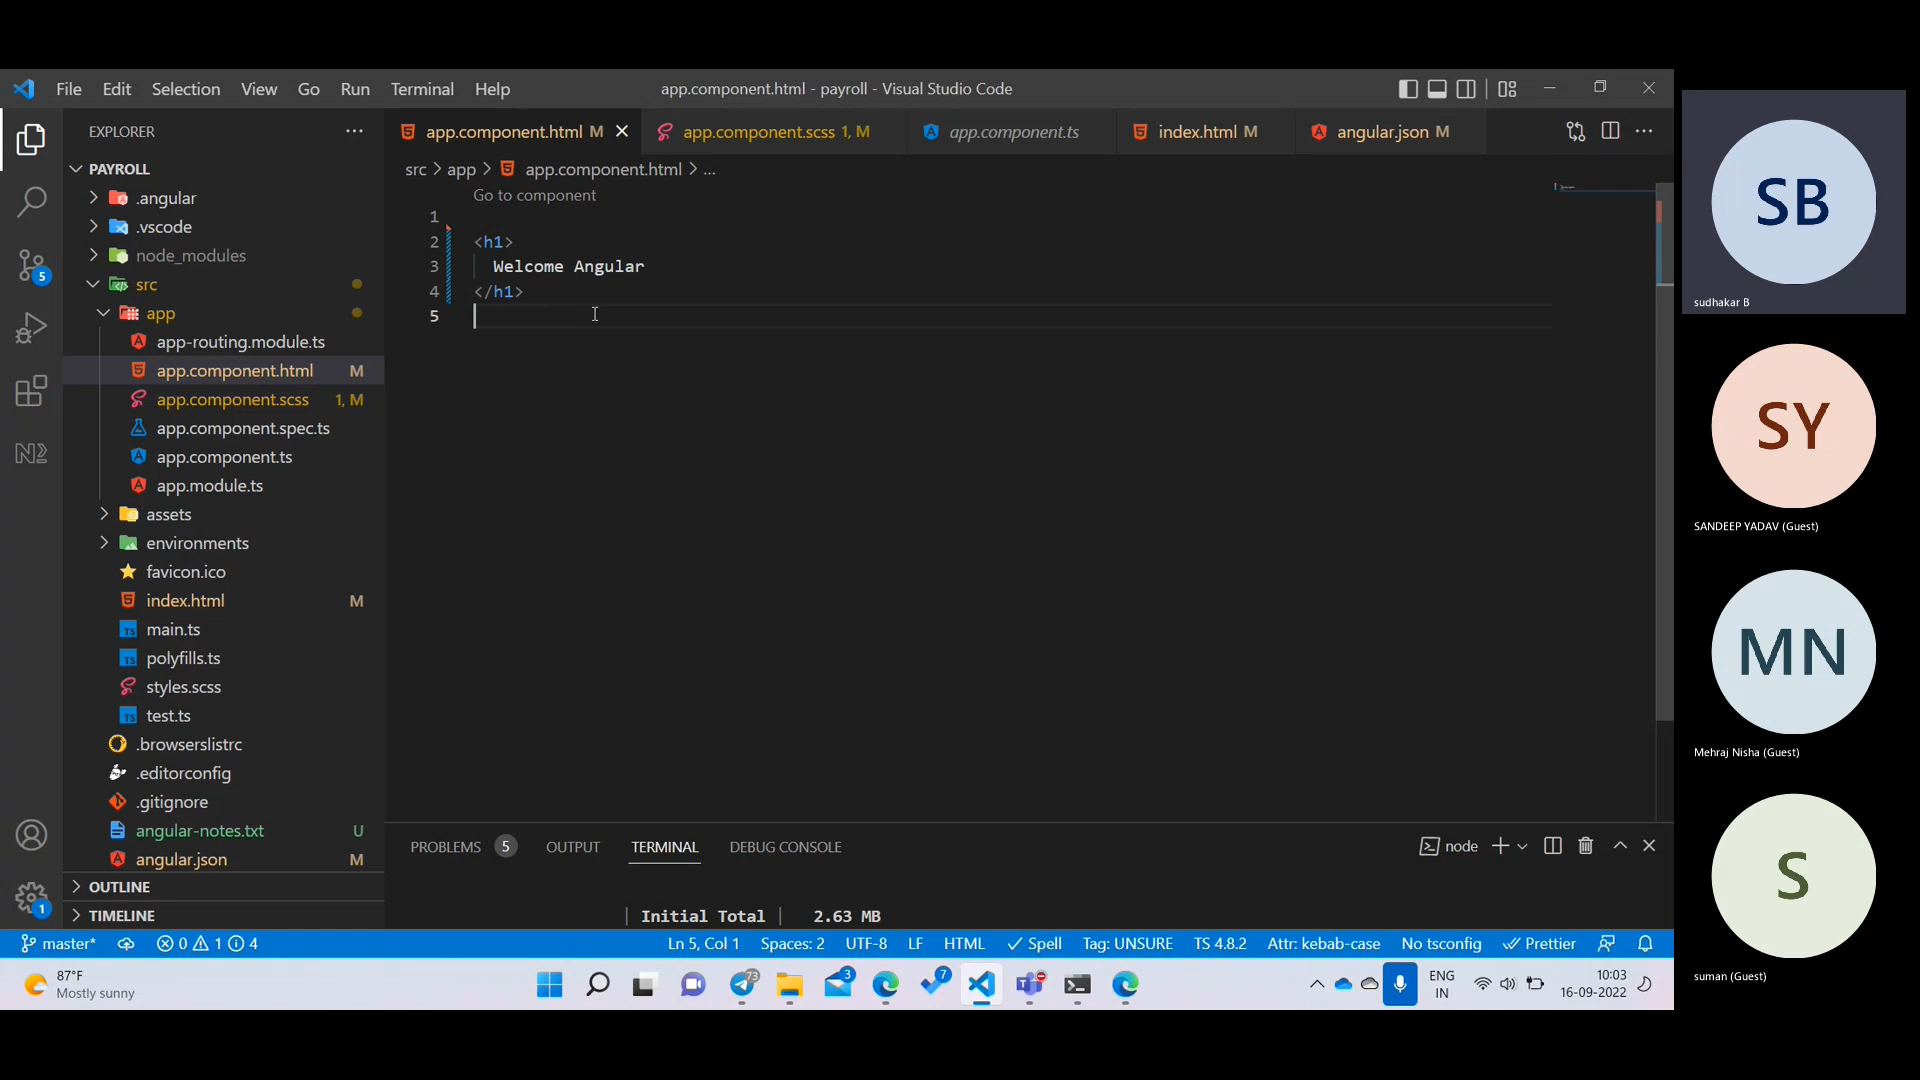 File Edit Selection View Go Run Terminal Help
app.component.html - payroll - Visual Studio Code
EXPLORER
PAYROLL
.angular
.vscode
node_modules
src
app
app-routing.module.ts
app.component.html M
app.component.scss 1, M
app.component.spec.ts
app.component.ts
app.module.ts
assets
environments
favicon.ico
index.html M
main.ts
polyfills.ts
styles.scss
test.ts
.browserslistrc
.editorconfig
.gitignore
angular-notes.txt U
angular.json M
OUTLINE
TIMELINE
app.component.html M app.component.scss 1, M app.component.ts index.html M angular.json M
src > app > app.component.html > ...
Go to component
1
2 <h1>
3 Welcome Angular
4 </h1>
5
PROBLEMS 5 OUTPUT TERMINAL DEBUG CONSOLE node
| Initial Total | 2.63 MB
5
1
master* 0 1 4 Ln 5, Col 1 Spaces: 2 UTF-8 LF HTML Spell Tag: UNSURE TS 4.8.2 Attr: kebab-case No tsconfig Prettier
87°F
Mostly sunny
73
3
7
ENG
IN
10:03
16-09-2022
SB
sudhakar B
SY
SANDEEP YADAV (Guest)
MN
Mehraj Nisha (Guest)
S
suman (Guest)